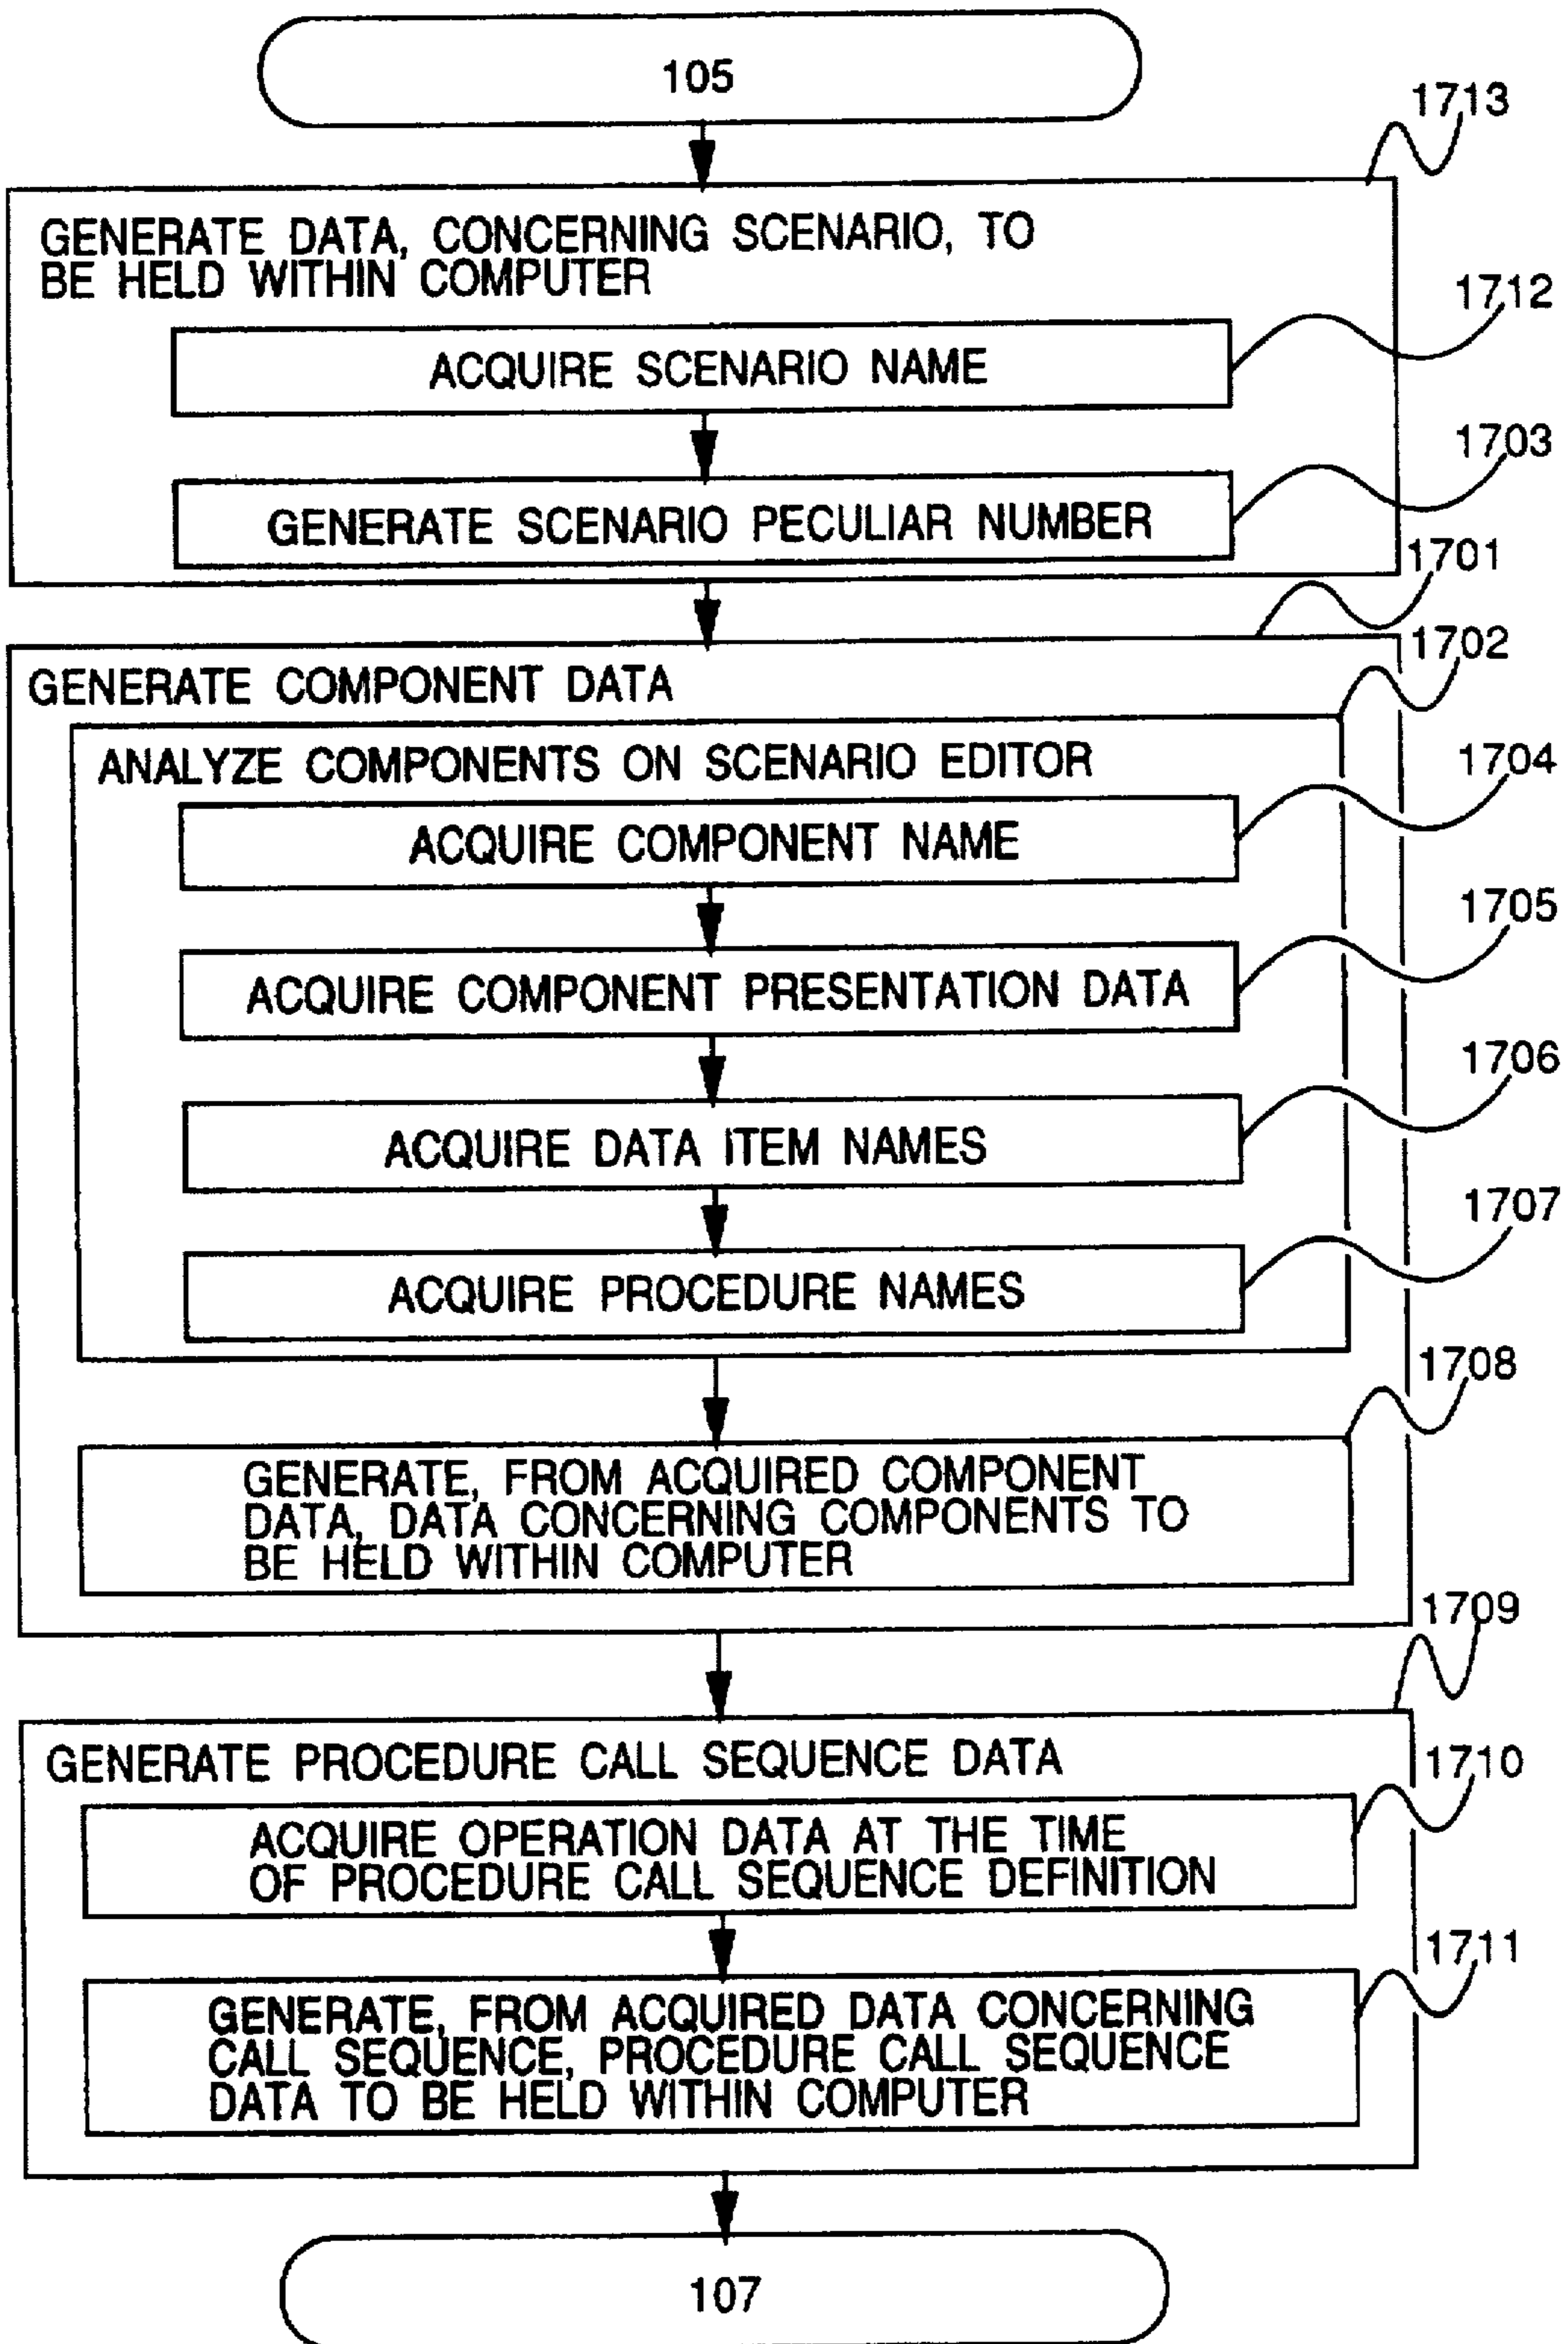 105
1713
GENERATE DATA, CONCERNING SCENARIO, TO
BE HELD WITHIN COMPUTER
1712
ACQUIRE SCENARIO NAME
1703
GENERATE SCENARIO PECULIAR NUMBER
1701
1702
GENERATE COMPONENT DATA
ANALYZE COMPONENTS ON SCENARIO EDITOR
1704
ACQUIRE COMPONENT NAME
1705
ACQUIRE COMPONENT PRESENTATION DATA
1706
ACQUIRE DATA ITEM NAMES
1707
ACQUIRE PROCEDURE NAMES
1708
GENERATE, FROM ACQUIRED COMPONENT
DATA, DATA CONCERNING COMPONENTS TO
BE HELD WITHIN COMPUTER
1709
GENERATE PROCEDURE CALL SEQUENCE DATA
1710
ACQUIRE OPERATION DATA AT THE TIME
OF PROCEDURE CALL SEQUENCE DEFINITION
1711
GENERATE, FROM ACQUIRED DATA CONCERNING
CALL SEQUENCE, PROCEDURE CALL SEQUENCE
DATA TO BE HELD WITHIN COMPUTER
107